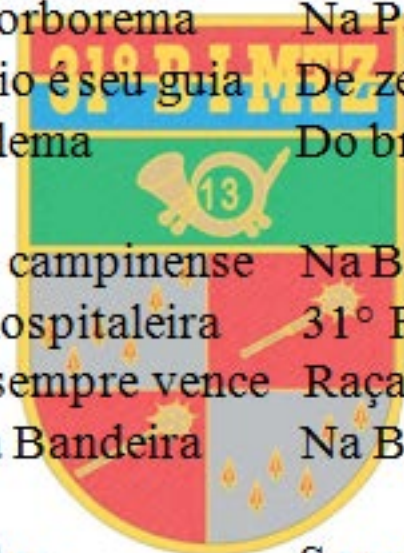 orborema Na P
io é seu guia De ze
lema Do br
campinense Na B
ospitaleira 31° B
sempre vence Raça
Bandeira Na B
31º B I MTZ
13